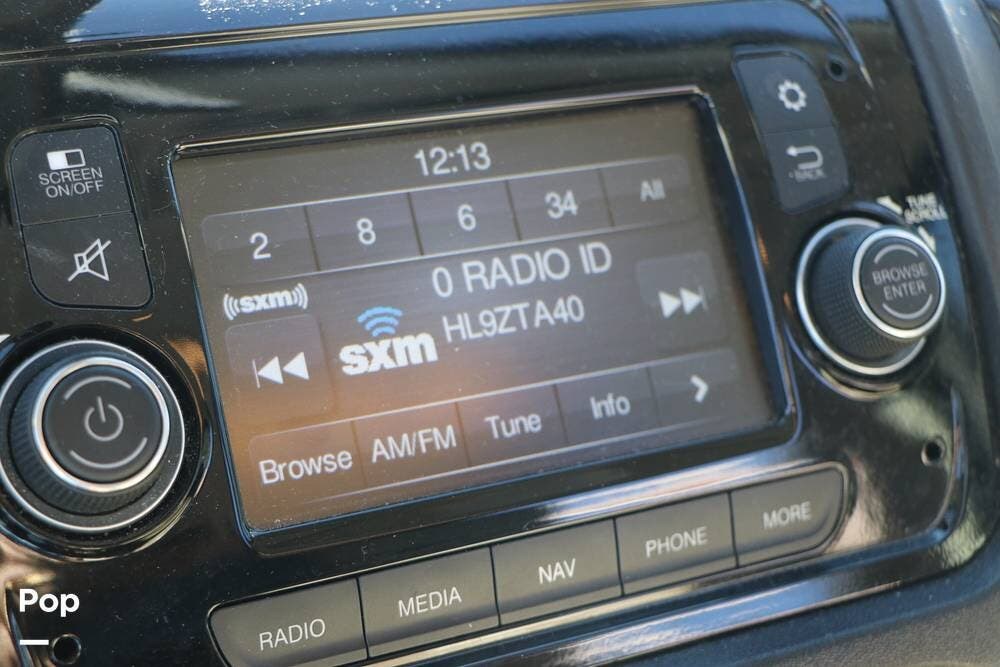 SCREEN
ON/OFF
12:13
2 8 6 34 All
((sxm)) 0 RADIO ID
sxm HL9ZTA40
Browse AM/FM Tune Info
BACK
TUNE
SCROLL
BROWSE
ENTER
RADIO MEDIA NAV PHONE MORE
Pop